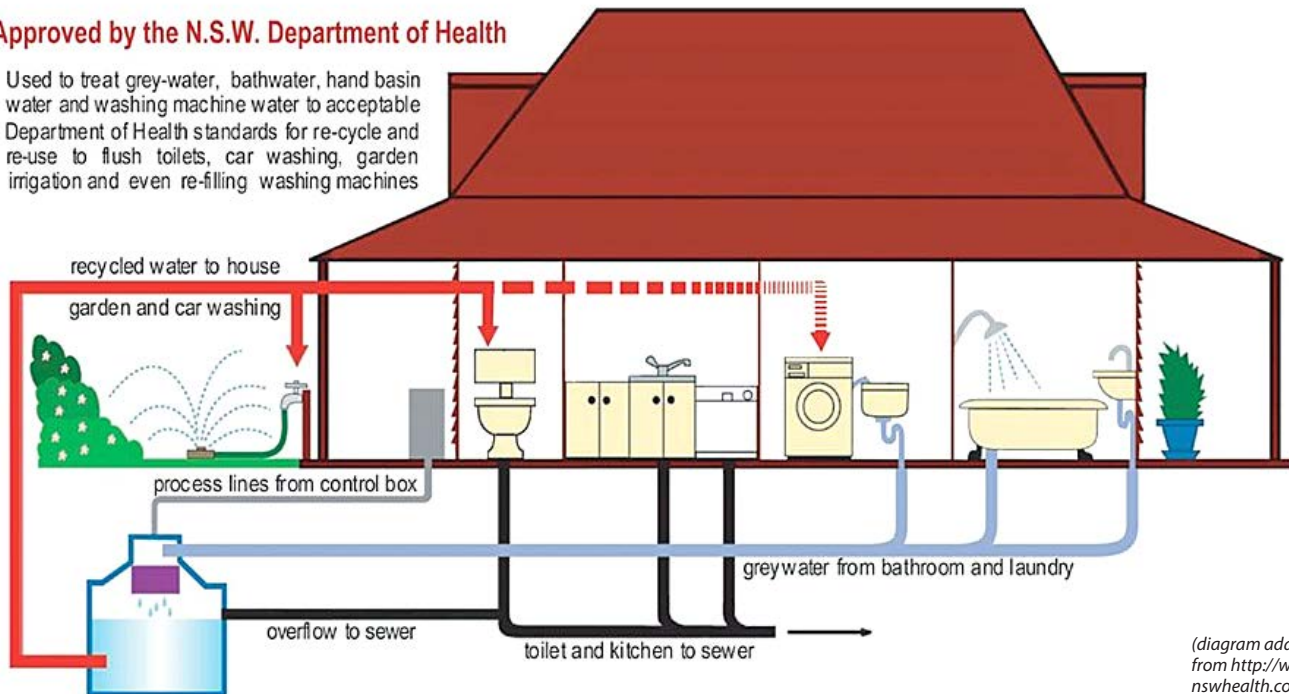 Approved by the N.S.W. Department of Health
Used to treat grey-water, bathwater, hand basin
water and washing machine water to acceptable
Department of Health standards for re-cycle and
re-use to flush toilets, car washing, garden
irrigation and even re-filling washing machines
recycled water to house
garden and car washing
process lines from control box
greywater from bathroom and laundry
overflow to sewer
toilet and kitchen to sewer
(diagram
from http://w
nswhealth.co